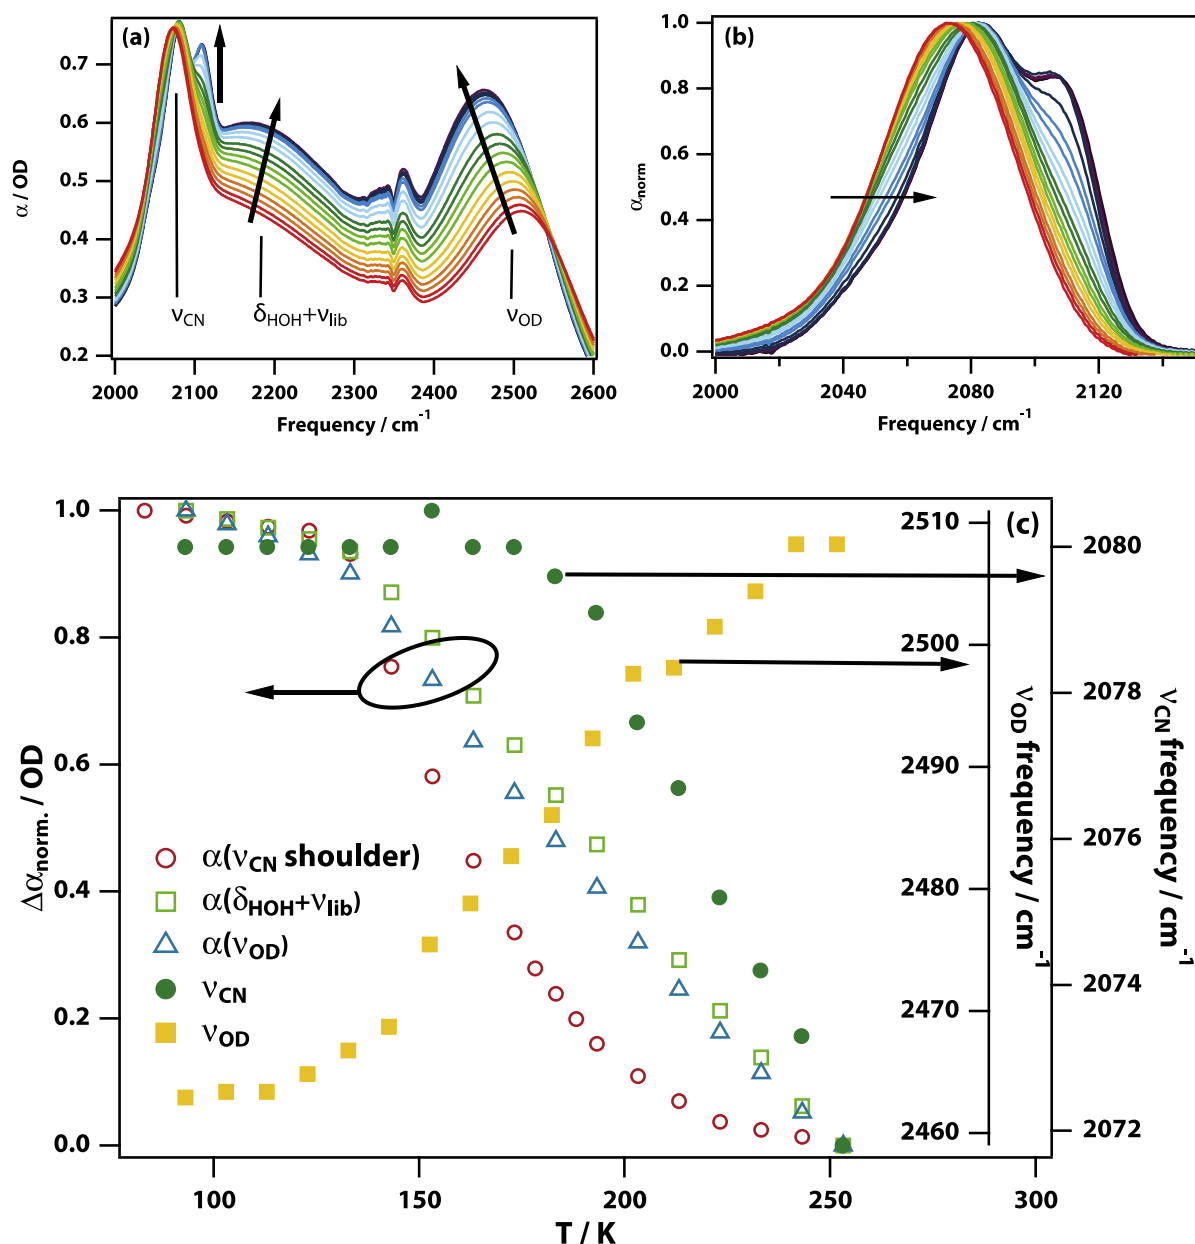 (a)
α / OD
0.7
0.6
0.5
0.4
0.3
0.2
νCN
δHOH+νlib
νOD
2000 2100 2200 2300 2400 2500 2600
Frequency / cm-1
(b)
αnorm
1.0
0.8
0.6
0.4
0.2
0.0
2000 2040 2080 2120
Frequency / cm-1
(c)
Δαnorm. / OD
1.0
0.8
0.6
0.4
0.2
0.0
α(νCN shoulder)
α(δHOH+νlib)
α(νOD)
νCN
νOD
2510
2500
2490
2480
2470
2460
νOD frequency / cm-1
2080
2078
2076
2074
2072
νCN frequency / cm-1
100 150 200 250 300
T / K